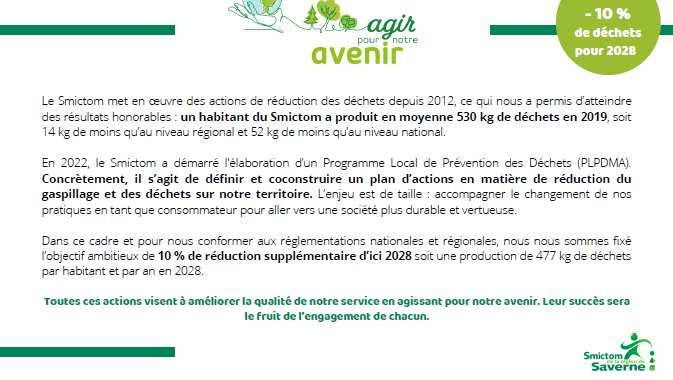 agir
pour notre
avenir
- 10 %
de déchets
pour 2028
Le Smictom met en œuvre des actions de réduction des déchets depuis 2012, ce qui nous a permis d'atteindre
des résultats honorables : un habitant du Smictom a produit en moyenne 530 kg de déchets en 2019, soit
14 kg de moins qu'au niveau régional et 52 kg de moins qu'au niveau national.
En 2022, le Smictom a démarré l'élaboration d'un Programme Local de Prévention des Déchets (PLPDMA).
Concrètement, il s'agit de définir et coconstruire un plan d'actions en matière de réduction du
gaspillage et des déchets sur notre territoire. L'enjeu est de taille : accompagner le changement de nos
pratiques en tant que consommateur pour aller vers une société plus durable et vertueuse.
Dans ce cadre et pour nous conformer aux réglementations nationales et régionales, nous nous sommes fixé
l'objectif ambitieux de 10 % de réduction supplémentaire d'ici 2028 soit une production de 477 kg de déchets
par habitant et par an en 2028.
Toutes ces actions visent à améliorer la qualité de notre service en agissant pour notre avenir. Leur succès sera
le fruit de l'engagement de chacun.
Smictom
de la région de
Saverne